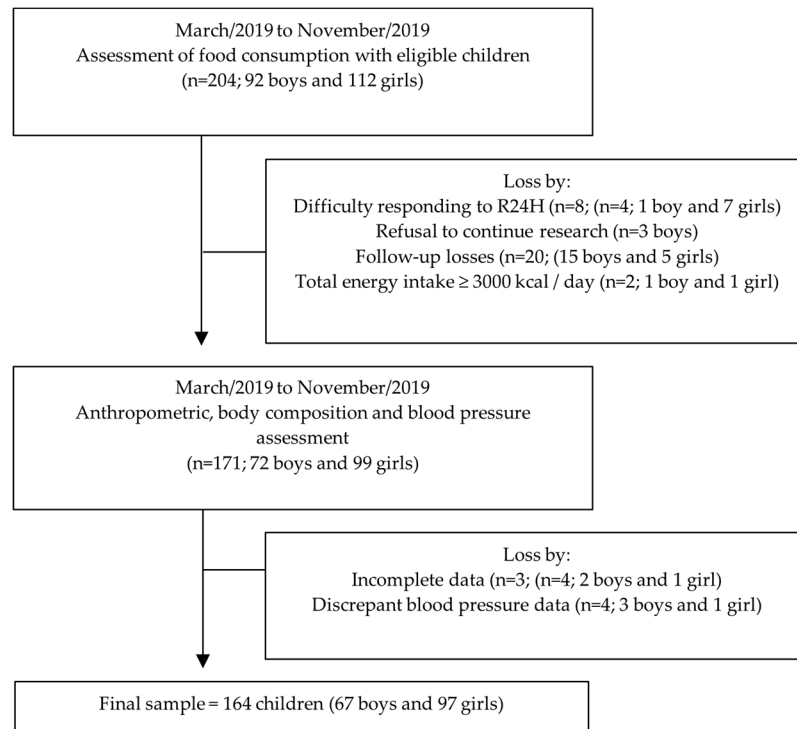 March/2019 to November/2019
Assessment of food consumption with eligible children
(n=204; 92 boys and 112 girls)
Loss by:
Difficulty responding to R24H (n=8; (n=4; 1 boy and 7 girls)
Refusal to continue research (n=3 boys)
Follow-up losses (n=20; (15 boys and 5 girls)
Total energy intake ≥ 3000 kcal / day (n=2; 1 boy and 1 girl)
March/2019 to November/2019
Anthropometric, body composition and blood pressure
assessment
(n=171; 72 boys and 99 girls)
Loss by:
Incomplete data (n=3; (n=4; 2 boys and 1 girl)
Discrepant blood pressure data (n=4; 3 boys and 1 girl)
Final sample = 164 children (67 boys and 97 girls)